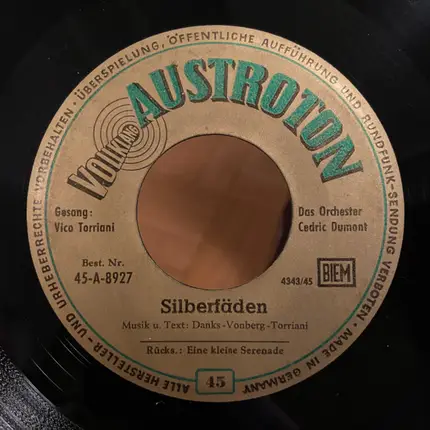 ALLE HERSTELLER- UND URHEBERRECHTE VORBEHALTEN · ÜBERSPIELUNG, ÖFFENTLICHE AUFFÜHRUNG UND RUNDFUNK-SENDUNG VERBOTEN · MADE IN GERMANY
VOLLKLANG
AUSTROTON
Gesang:
Vico Torriani
Das Orchester
Cedric Dumont
Best. Nr.
45-A-8927
4343/45
BIEM
Silberfäden
Musik u. Text: Danks-Vonberg-Torriani
Rücks.: Eine kleine Serenade
45